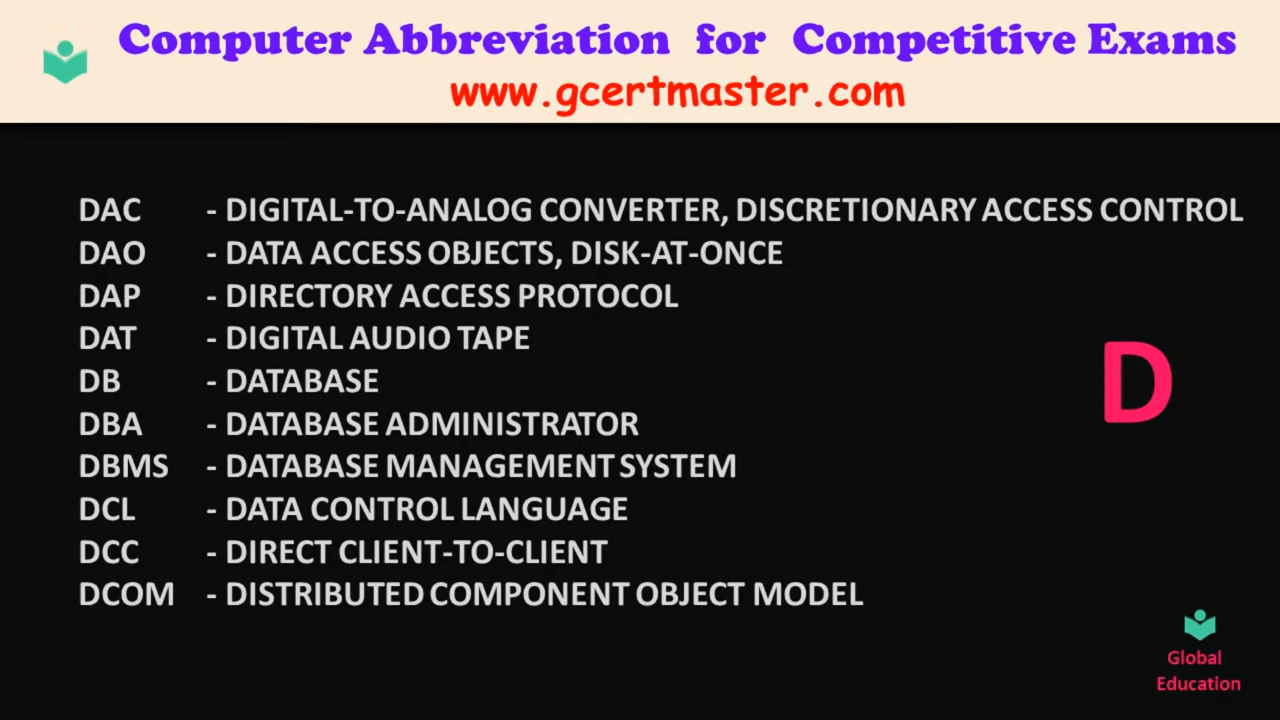 Computer Abbreviation for Competitive Exams
www.gcertmaster.com
DAC - DIGITAL-TO-ANALOG CONVERTER, DISCRETIONARY ACCESS CONTROL
DAO - DATA ACCESS OBJECTS, DISK-AT-ONCE
DAP - DIRECTORY ACCESS PROTOCOL
DAT - DIGITAL AUDIO TAPE
DB - DATABASE
DBA - DATABASE ADMINISTRATOR
DBMS - DATABASE MANAGEMENT SYSTEM
DCL - DATA CONTROL LANGUAGE
DCC - DIRECT CLIENT-TO-CLIENT
DCOM - DISTRIBUTED COMPONENT OBJECT MODEL
D
Global
Education